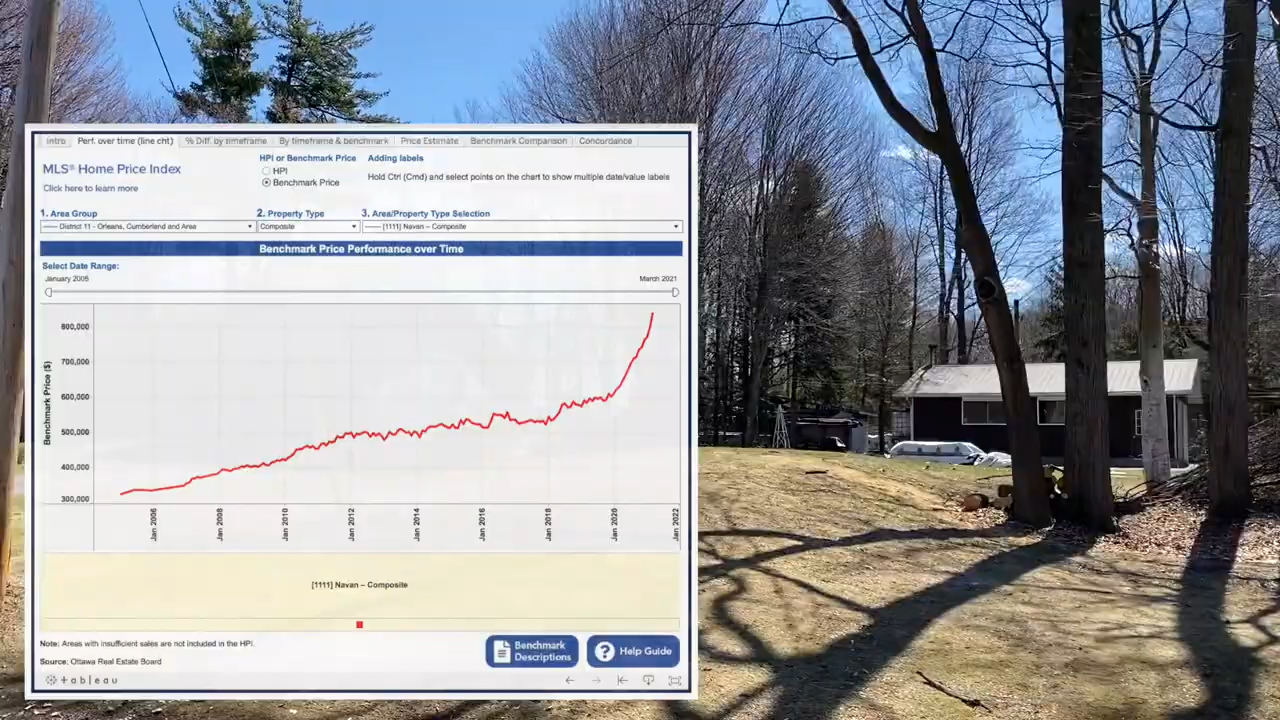 Intro Perf. over time (line cht) % Diff. by timeframe By timeframe & benchmark Price Estimate Benchmark Comparison Concordance
MLS® Home Price Index
Click here to learn more
HPI or Benchmark Price
HPI
Benchmark Price
Adding labels
Hold Ctrl (Cmd) and select points on the chart to show multiple date/value labels
1. Area Group
District 11 - Orleans, Cumberland and Area
2. Property Type
Composite
3. Area/Property Type Selection
[1111] Navan – Composite
Benchmark Price Performance over Time
Select Date Range:
January 2005 March 2021
Benchmark Price ($)
800,000
700,000
600,000
500,000
400,000
300,000
Jan 2006 Jan 2008 Jan 2010 Jan 2012 Jan 2014 Jan 2016 Jan 2018 Jan 2020 Jan 2022
[1111] Navan – Composite
Note: Areas with insufficient sales are not included in the HPI.
Source: Ottawa Real Estate Board
Benchmark
Descriptions
Help Guide
+ableau